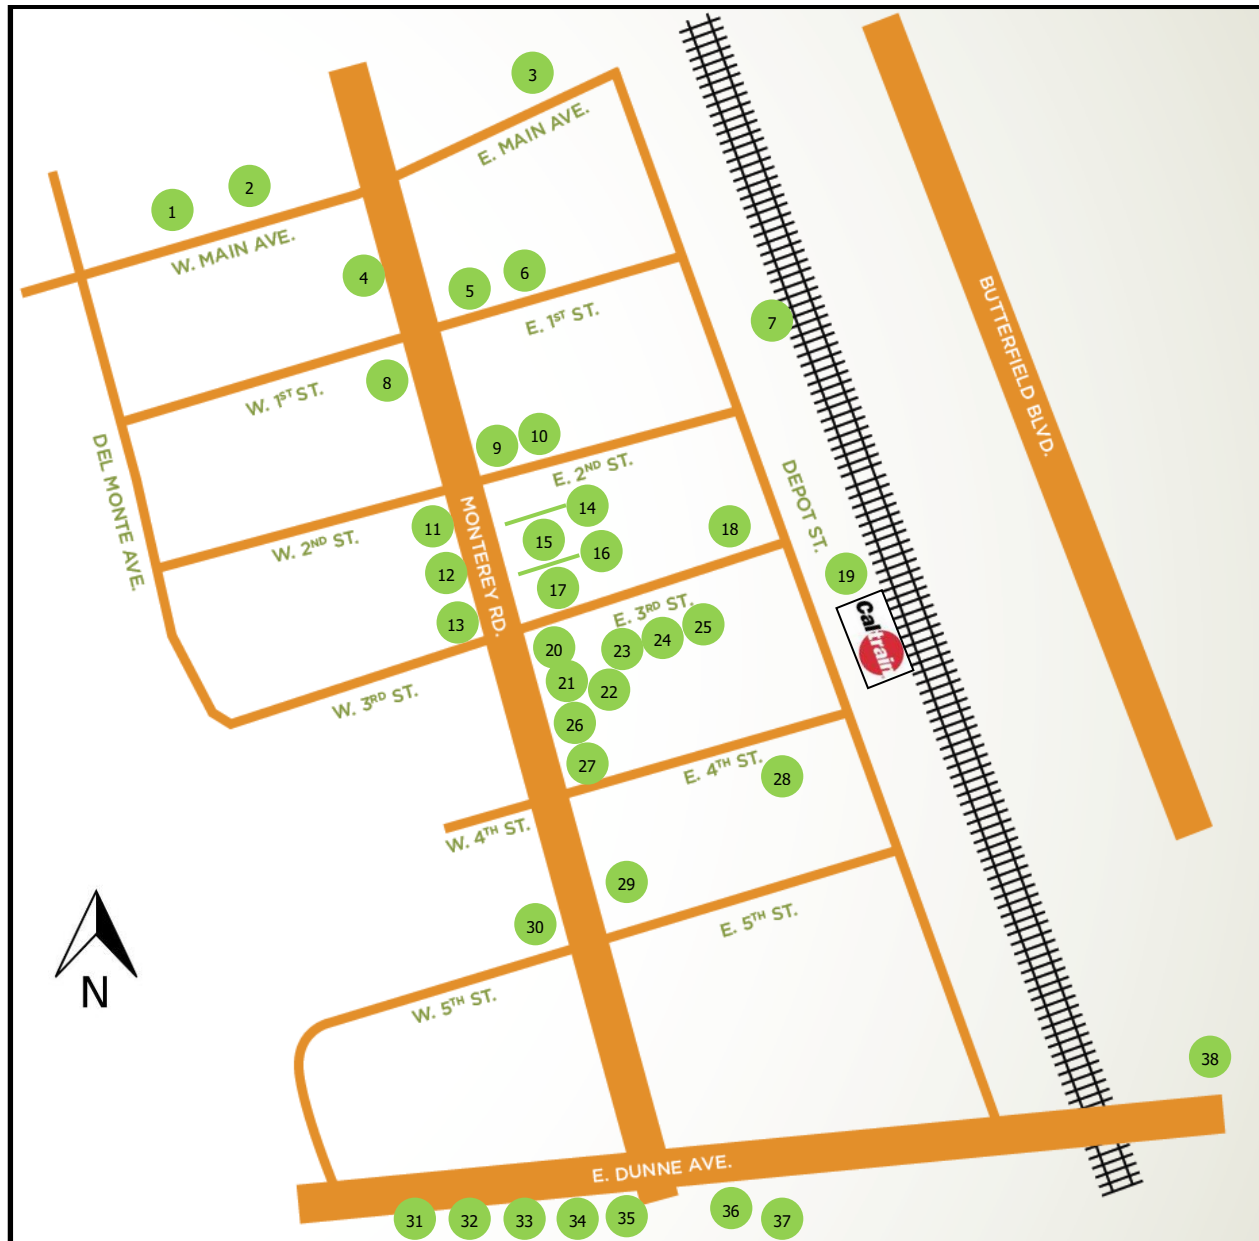 3
E. MAIN AVE.
2
1
W. MAIN AVE.
4
5
6
E. 1ST ST.
7
BUTTERFIELD BLVD.
8
W. 1ST ST.
9
10
E. 2ND ST.
DEL MONTE AVE.
MONTEREY RD.
DEPOT ST.
11
W. 2ND ST.
14
15
16
18
12
17
19
13
E. 3RD ST.
Caltrain
20
23
24
25
21
22
W. 3RD ST.
26
27
E. 4TH ST.
28
W. 4TH ST.
29
30
E. 5TH ST.
N
W. 5TH ST.
38
E. DUNNE AVE.
31
32
33
34
35
36
37